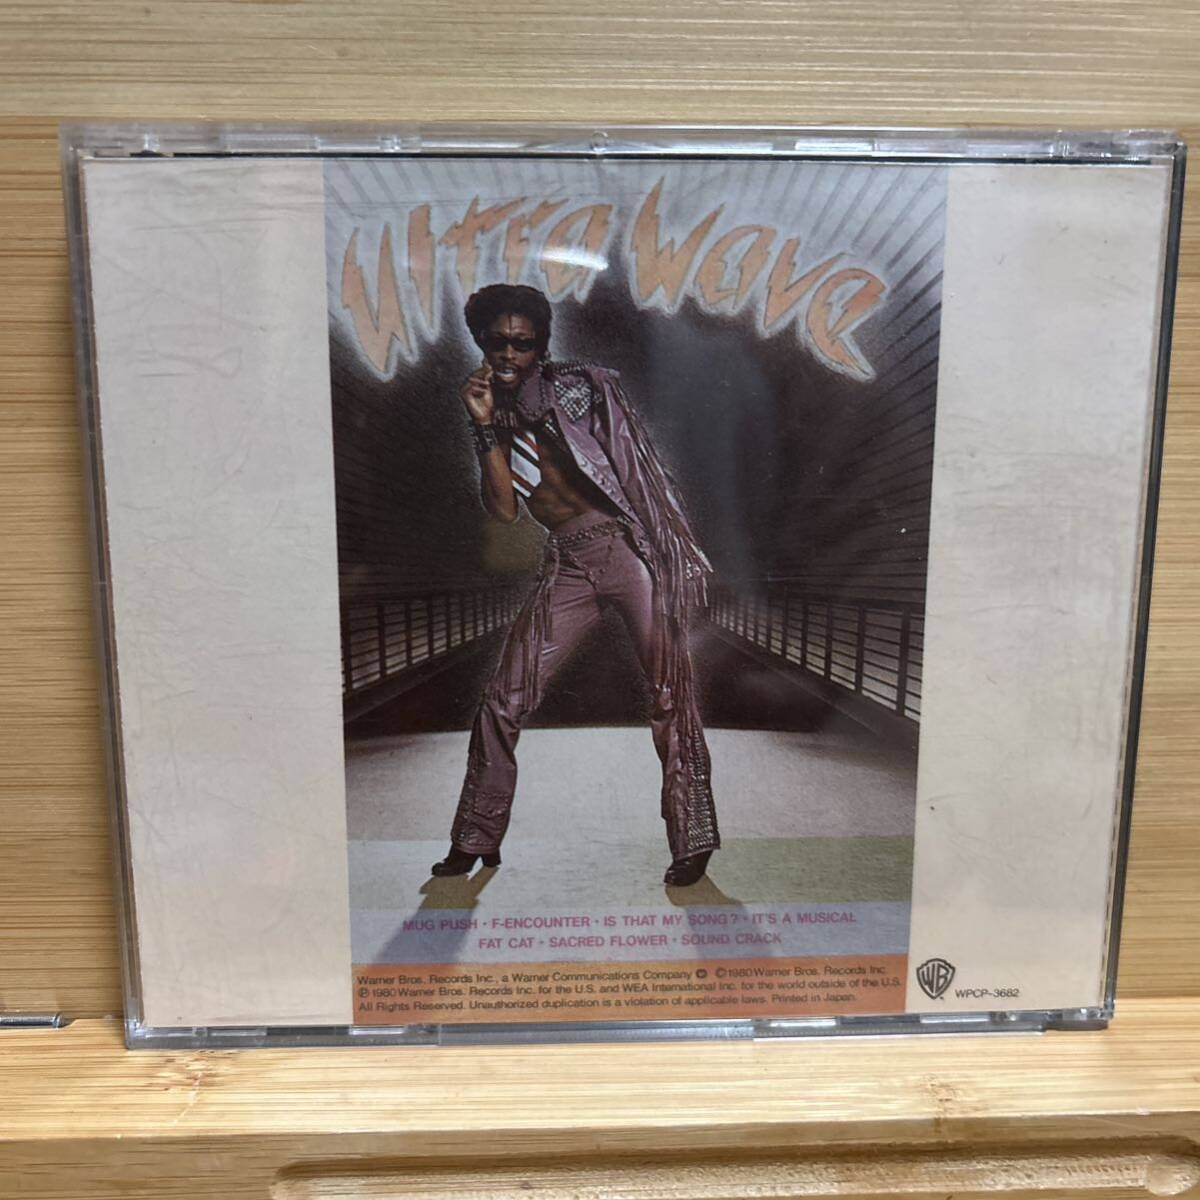 Ultra Wave
MUG PUSH · F-ENCOUNTER · IS THAT MY SONG? · IT'S A MUSICAL
FAT CAT · SACRED FLOWER · SOUND CRACK
Warner Bros. Records Inc., a Warner Communications Company ©1980 Warner Bros. Records Inc.
℗1980 Warner Bros. Records Inc. for the U.S. and WEA International Inc. for the world outside of the U.S.
All Rights Reserved. Unauthorized duplication is a violation of applicable laws. Printed in Japan.
WB
WPCP-3682